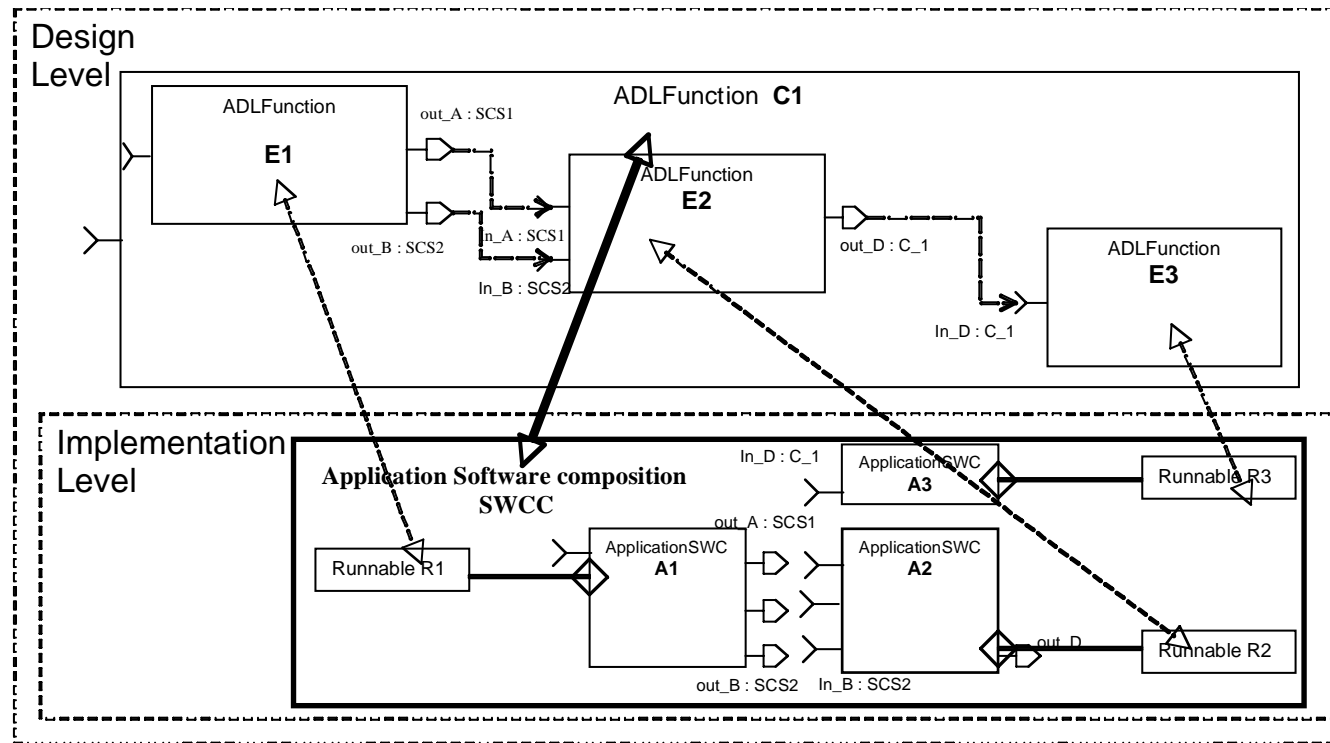 Design
Level
ADLFunction C1
ADLFunction
E1
out_A : SCS1
out_B : SCS2
ADLFunction
E2
In_A : SCS1
In_B : SCS2
out_D : C_1
ADLFunction
E3
In_D : C_1
Implementation
Level
Application Software composition
SWCC
In_D : C_1
ApplicationSWC
A3
Runnable R3
out_A : SCS1
Runnable R1
ApplicationSWC
A1
ApplicationSWC
A2
out_D
Runnable R2
out_B : SCS2
In_B : SCS2